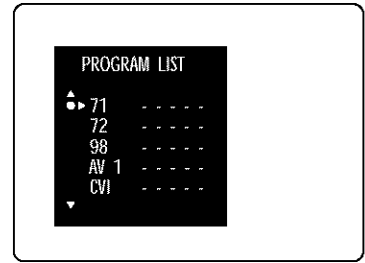 PROGRAM LIST
71 - - - - -
72 - - - - -
98 - - - - -
AV 1 - - - - -
CVI - - - - -